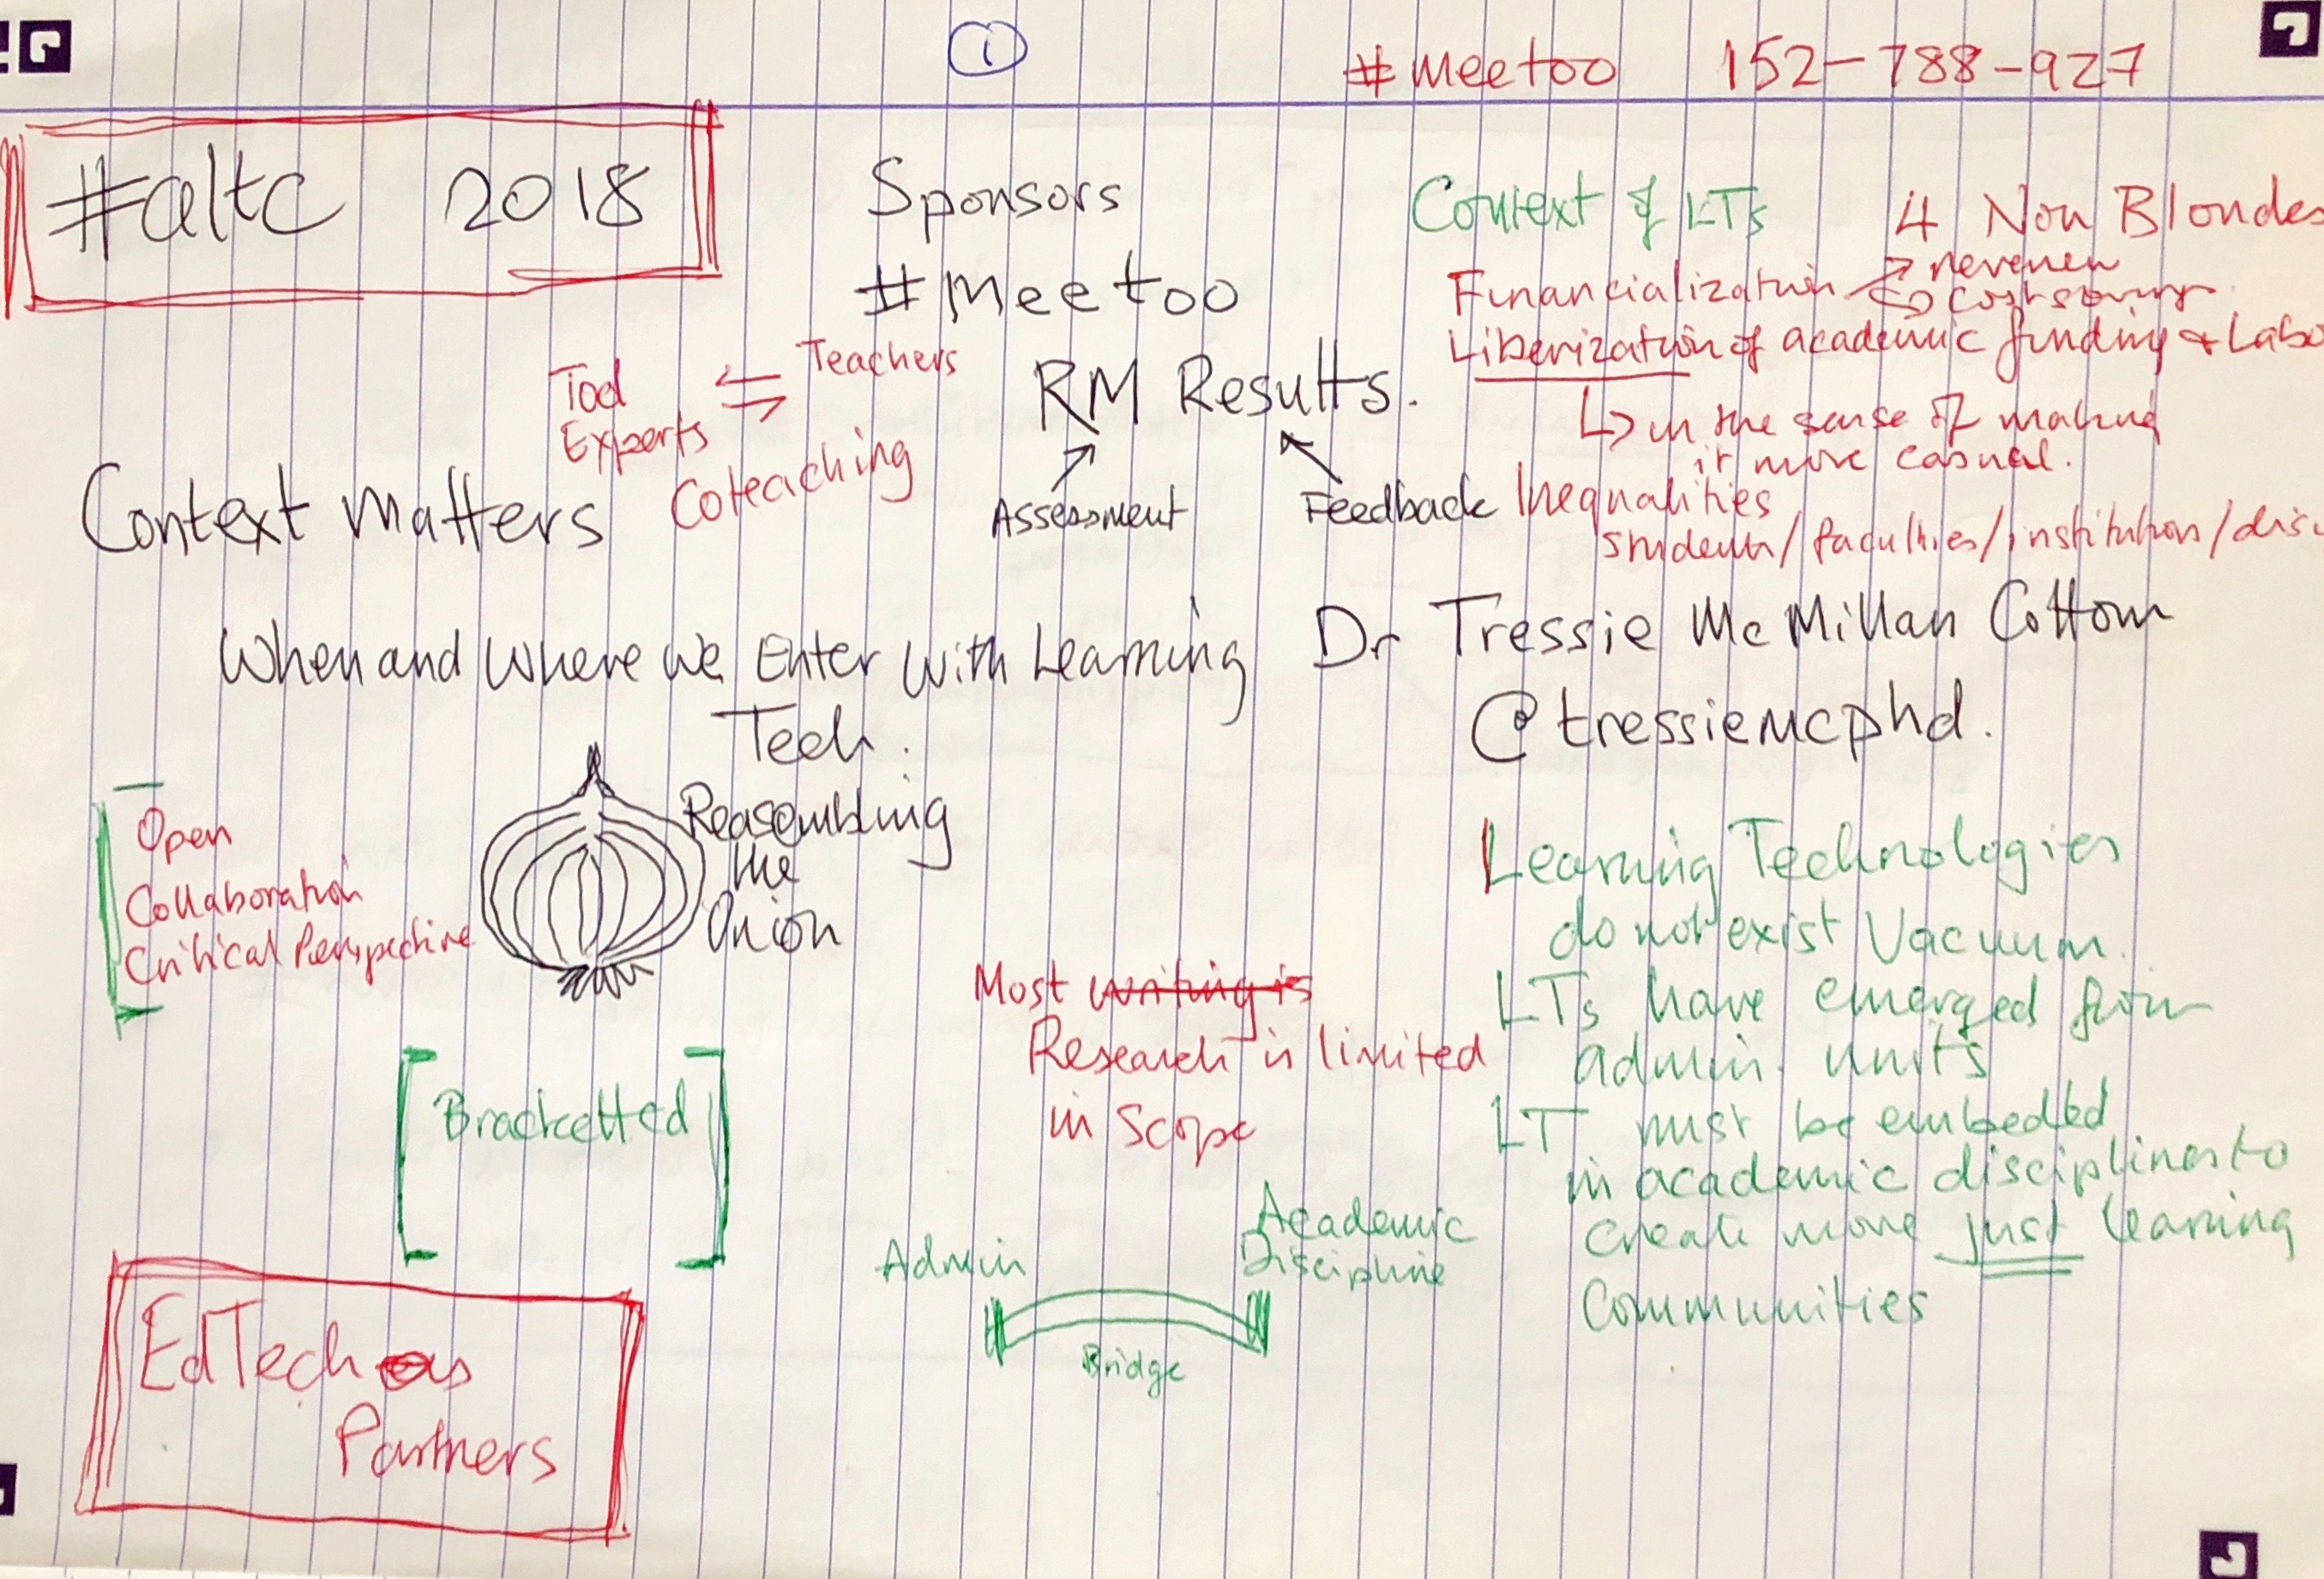 1
#meetoo 152-788-927
#altc 2018
Sponsors
#Meetoo
RM Results.
Assessment
Feedback
Tool
Experts
Teachers
Coteaching
Context matters
Context of LTs
4 Non Blondes
Financialization
cost savings
Liberization of academic funding & Labo
in the sense of making
it more casual.
Inequalities
students/faculties/institution/disc
When and Where we Enter With Learning
Tech.
Dr Tressie McMillan Cottom
@tressiemcphd.
Open
Collaboration
Critical Perspective
Reasembling
the
Onion
[Bracketted]
Most writing is
Research is limited
in Scope
Learning Technologies
do not exist Vacuum.
LTs have emerged from
admin. units
LT must be embedded
in academic disciplines to
create more just learning
Communities
Admin
Academic
Discipline
Bridge
EdTech as
Partners